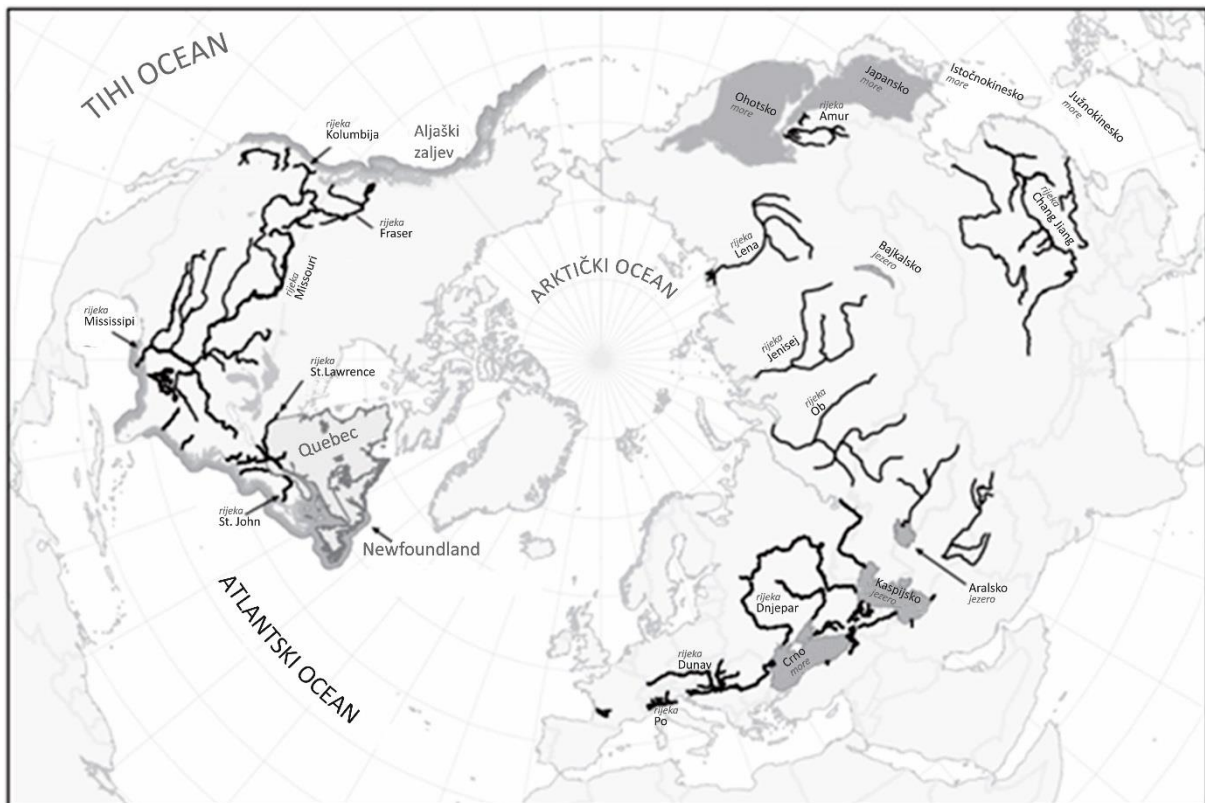 TIHI OCEAN
rijeka
Kolumbija
Aljaški
zaljev
rijeka
Fraser
rijeka
Missouri
rijeka
Mississipi
rijeka
St.Lawrence
Quebec
rijeka
St. John
Newfoundland
ATLANTSKI OCEAN
ARKTIČKI OCEAN
Ohotsko
more
Japansko
more
rijeka
Amur
Istočnokinesko
more
Južnokinesko
more
rijeka
Chang Jiang
rijeka
Lena
Bajkalsko
jezero
rijeka
Jenisej
rijeka
Ob
Aralsko
jezero
Kaspijsko
jezero
rijeka
Dnjepar
Crno
more
rijeka
Dunav
rijeka
Po